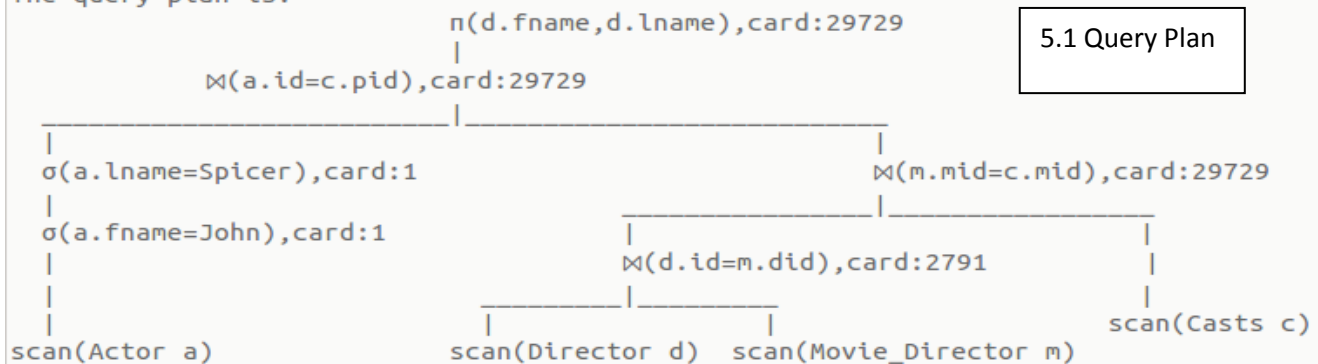 The query plan is:
π(d.fname,d.lname),card:29729
5.1 Query Plan
⨝(a.id=c.pid),card:29729
σ(a.lname=Spicer),card:1
⨝(m.mid=c.mid),card:29729
σ(a.fname=John),card:1
⨝(d.id=m.did),card:2791
scan(Casts c)
scan(Actor a) scan(Director d) scan(Movie_Director m)